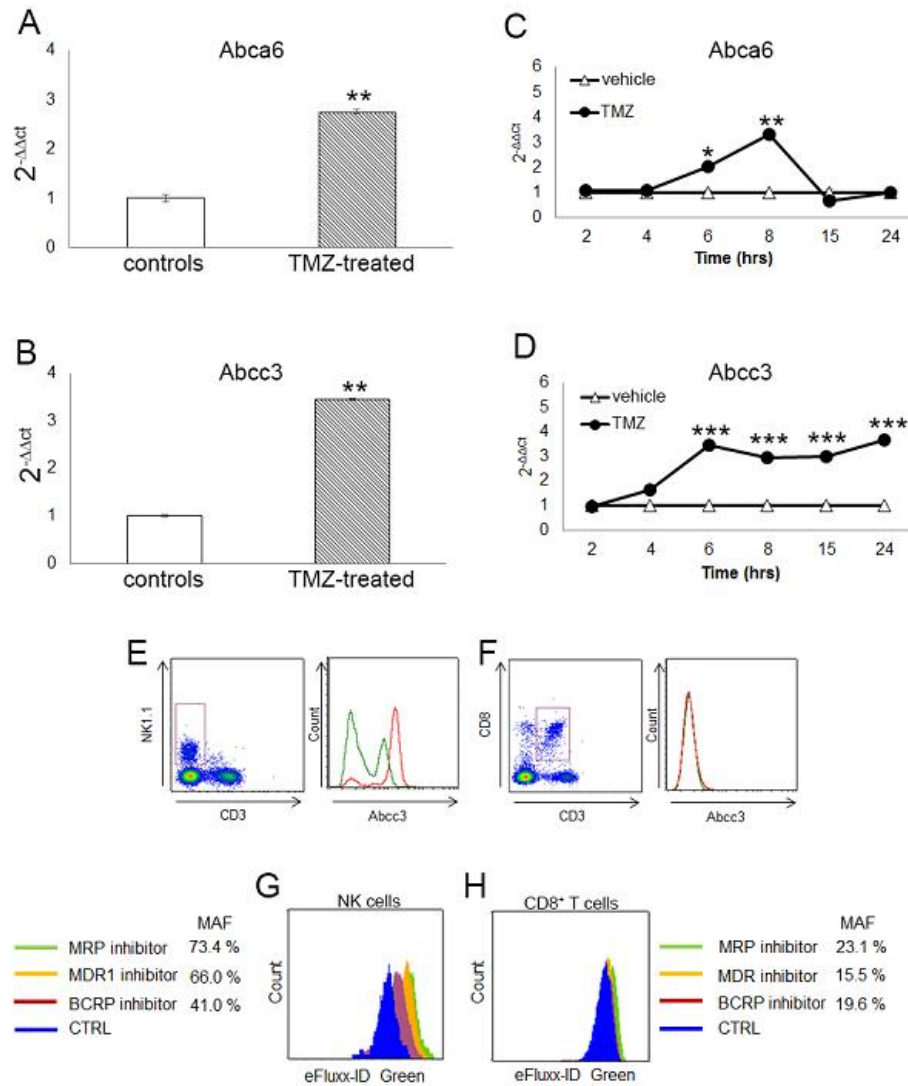 A
Abca6
4
3
2
1
0
2-ΔΔct
**
controls
TMZ-treated
C
Abca6
6
5
4
3
2
1
0
2-ΔΔct
vehicle
TMZ
*
**
2 4 6 8 15 24
Time (hrs)
B
Abcc3
4
3
2
1
0
2-ΔΔct
**
controls
TMZ-treated
D
Abcc3
6
5
4
3
2
1
0
2-ΔΔct
vehicle
TMZ
*** *** *** ***
2 4 6 8 15 24
Time (hrs)
E
NK1.1
CD3
Count
Abcc3
F
CD8
CD3
Count
Abcc3
MAF
MRP inhibitor 73.4 %
MDR1 inhibitor 66.0 %
BCRP inhibitor 41.0 %
CTRL
G
NK cells
Count
eFluxx-ID Green
H
CD8+ T cells
Count
eFluxx-ID Green
MAF
MRP inhibitor 23.1 %
MDR inhibitor 15.5 %
BCRP inhibitor 19.6 %
CTRL